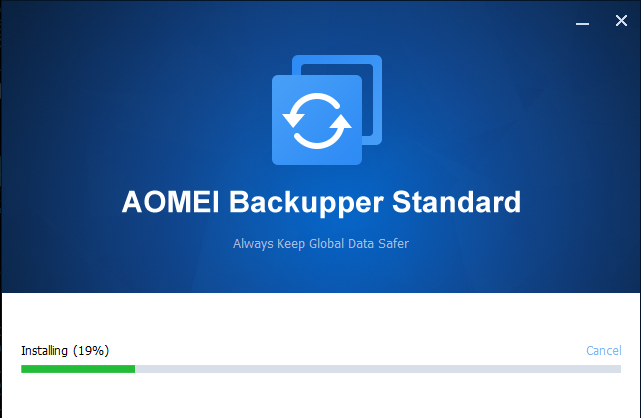 AOMEI Backupper Standard
Always Keep Global Data Safer
Installing (19%)
Cancel